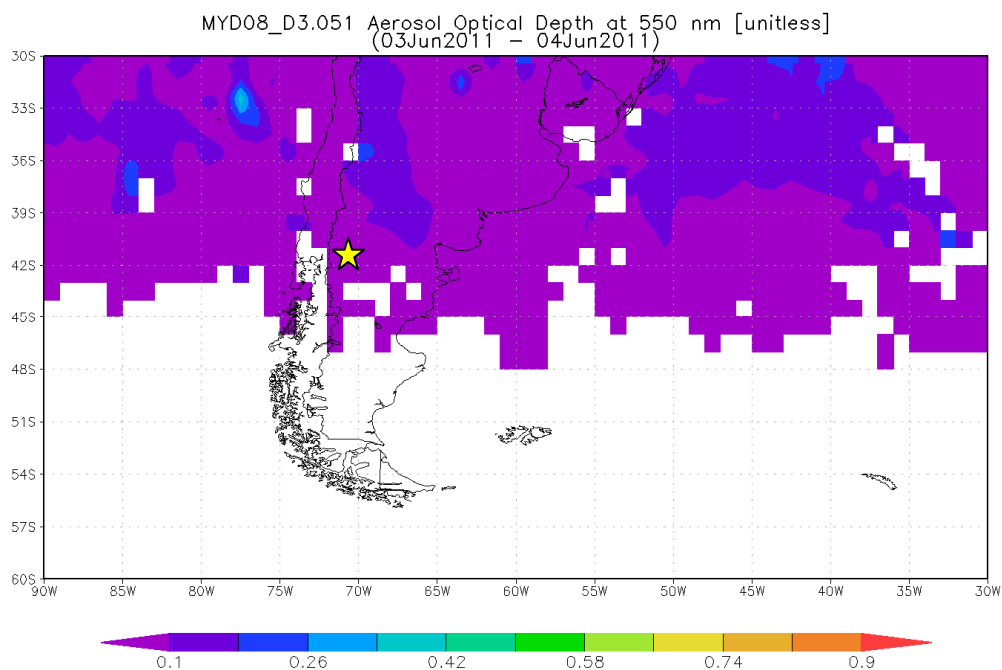 MYD08_D3.051 Aerosol Optical Depth at 550 nm [unitless]
(03Jun2011 - 04Jun2011)
30S
33S
36S
39S
42S
45S
48S
51S
54S
57S
60S
90W 85W 80W 75W 70W 65W 60W 55W 50W 45W 40W 35W 30W
0.1 0.26 0.42 0.58 0.74 0.9